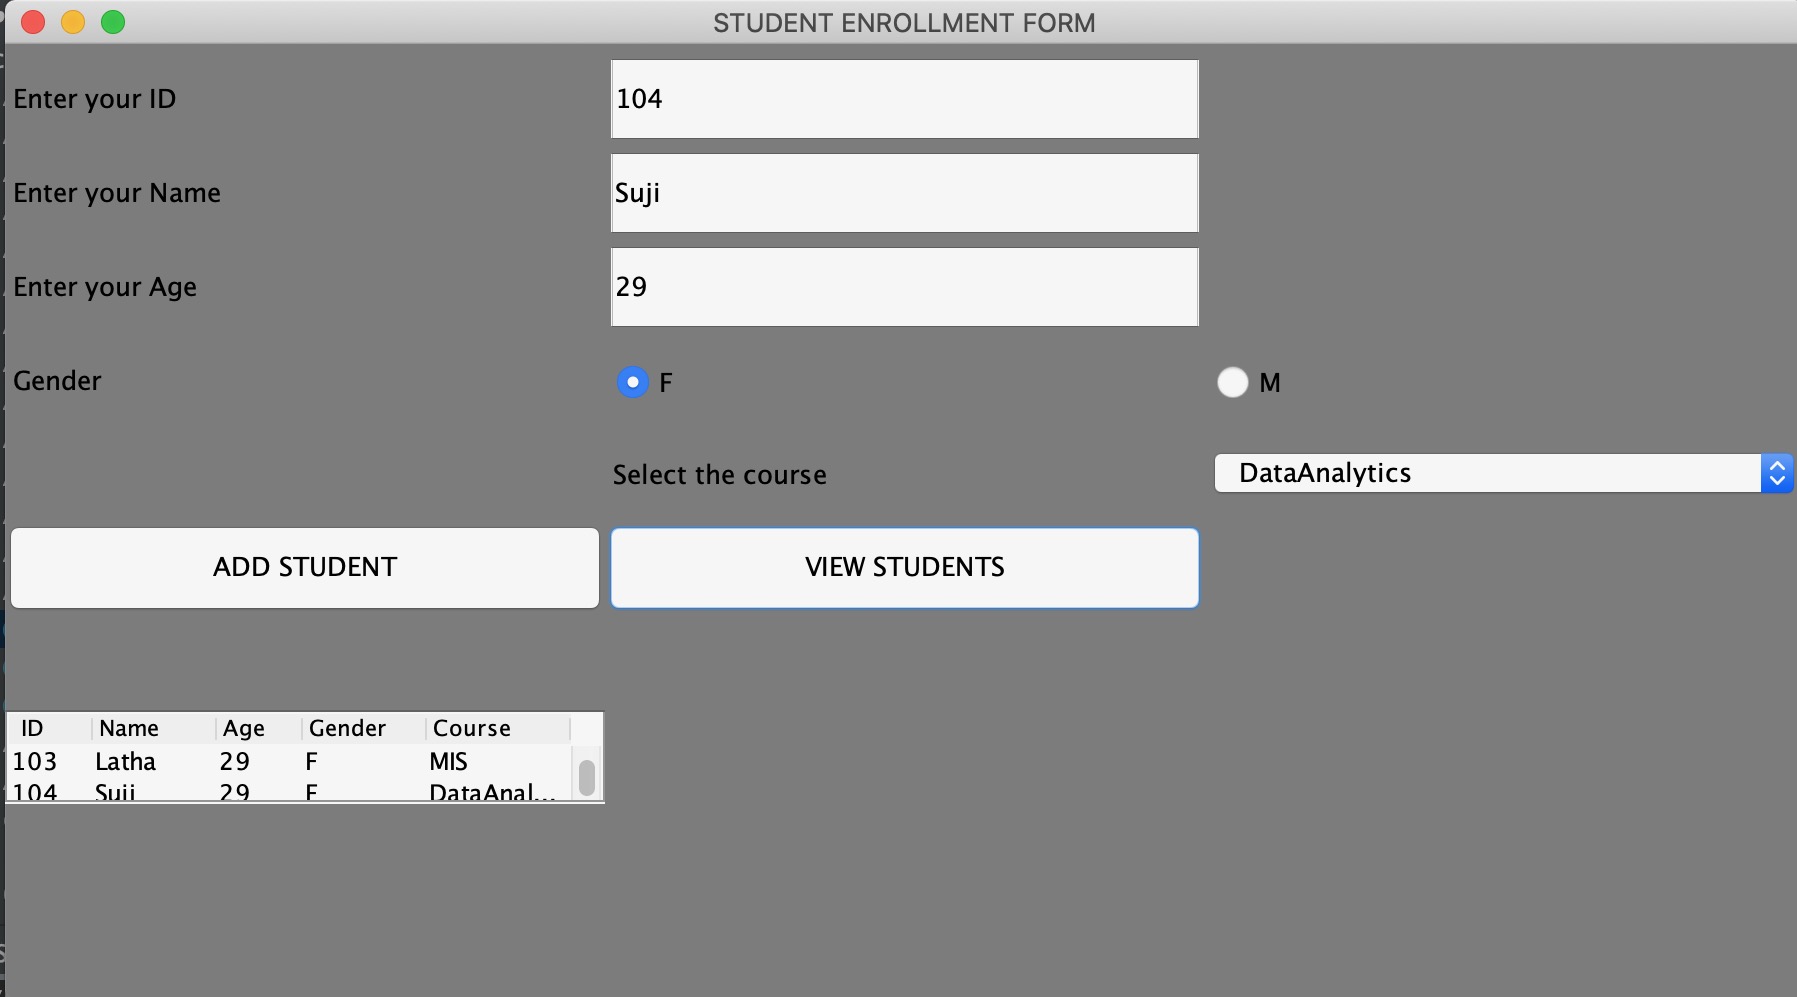 STUDENT ENROLLMENT FORM
Enter your ID 104
Enter your Name Suji
Enter your Age 29
Gender F M
Select the course DataAnalytics
ADD STUDENT VIEW STUDENTS
ID Name Age Gender Course
103 Latha 29 F MIS
104 Suji 29 F DataAnal...